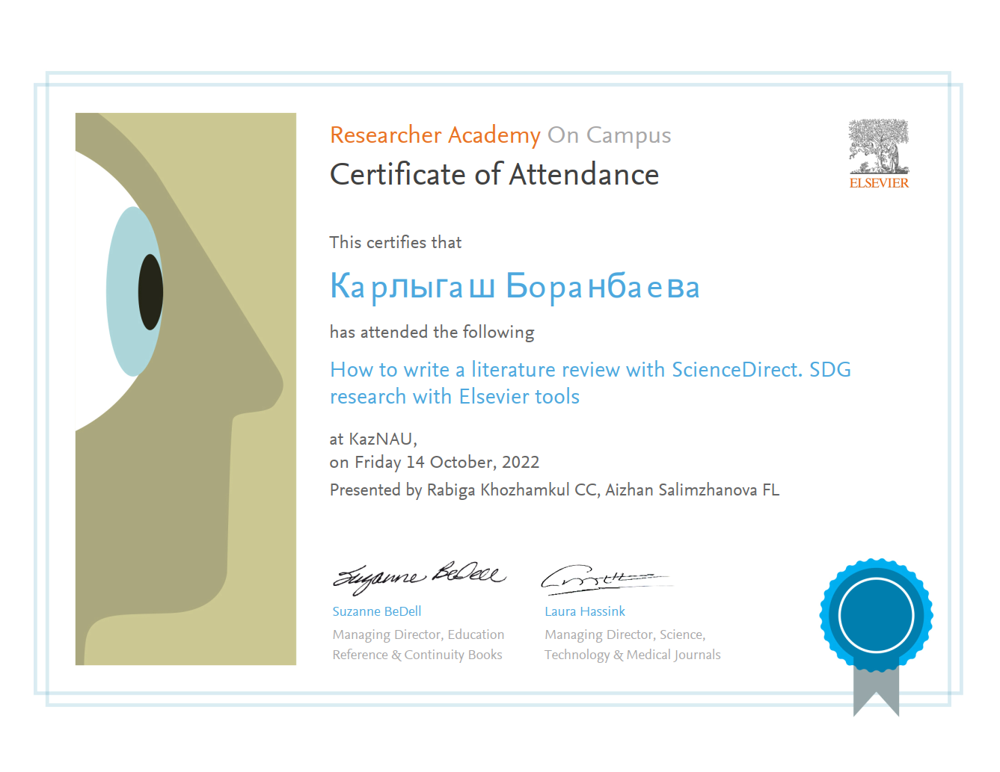 Researcher Academy On Campus
Certificate of Attendance
ELSEVIER
This certifies that
Карлыгаш Боранбаева
has attended the following
How to write a literature review with ScienceDirect. SDG
research with Elsevier tools
at KazNAU,
on Friday 14 October, 2022
Presented by Rabiga Khozhamkul CC, Aizhan Salimzhanova FL
Suzanne BeDell
Suzanne BeDell
Managing Director, Education
Reference & Continuity Books
Laura Hassink
Managing Director, Science,
Technology & Medical Journals